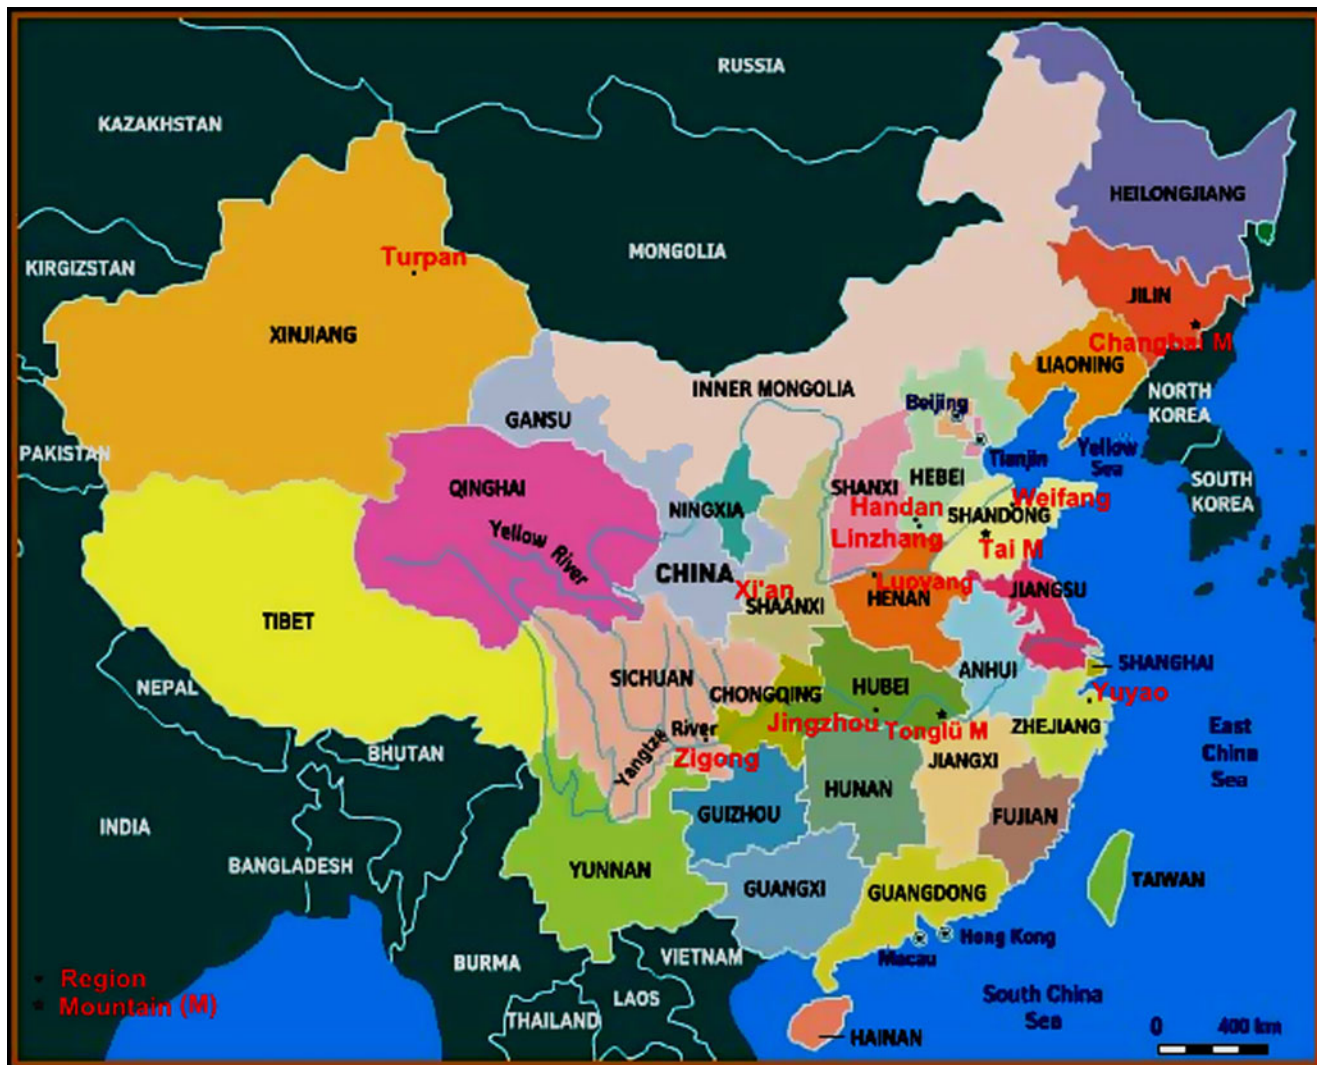 RUSSIA
KAZAKHSTAN
HEILONGJIANG
MONGOLIA
Turpan
KIRGIZSTAN
JILIN
XINJIANG
Changbai M
LIAONING
INNER MONGOLIA
NORTH
KOREA
Beijing
GANSU
Yellow
Sea
PAKISTAN
Tianjin
HEBEI
SHANXI
QINGHAI
SOUTH
KOREA
Weifang
Handan
NINGXIA
SHANDONG
Yellow River
Linzhang
Tai M
CHINA
Luoyang
Xi'an
JIANGSU
HENAN
SHAANXI
TIBET
SHANGHAI
ANHUI
SICHUAN
NEPAL
HUBEI
CHONGQING
Yuyao
Jingzhou
Tonglü M
ZHEJIANG
East
China
Sea
Yangtze River
BHUTAN
Zigong
JIANGXI
HUNAN
GUIZHOU
FUJIAN
INDIA
BANGLADESH
YUNNAN
TAIWAN
GUANGXI
GUANGDONG
Hong Kong
Macau
VIETNAM
BURMA
Region
Mountain (M)
LAOS
South China
Sea
THAILAND
HAINAN
0 400 km